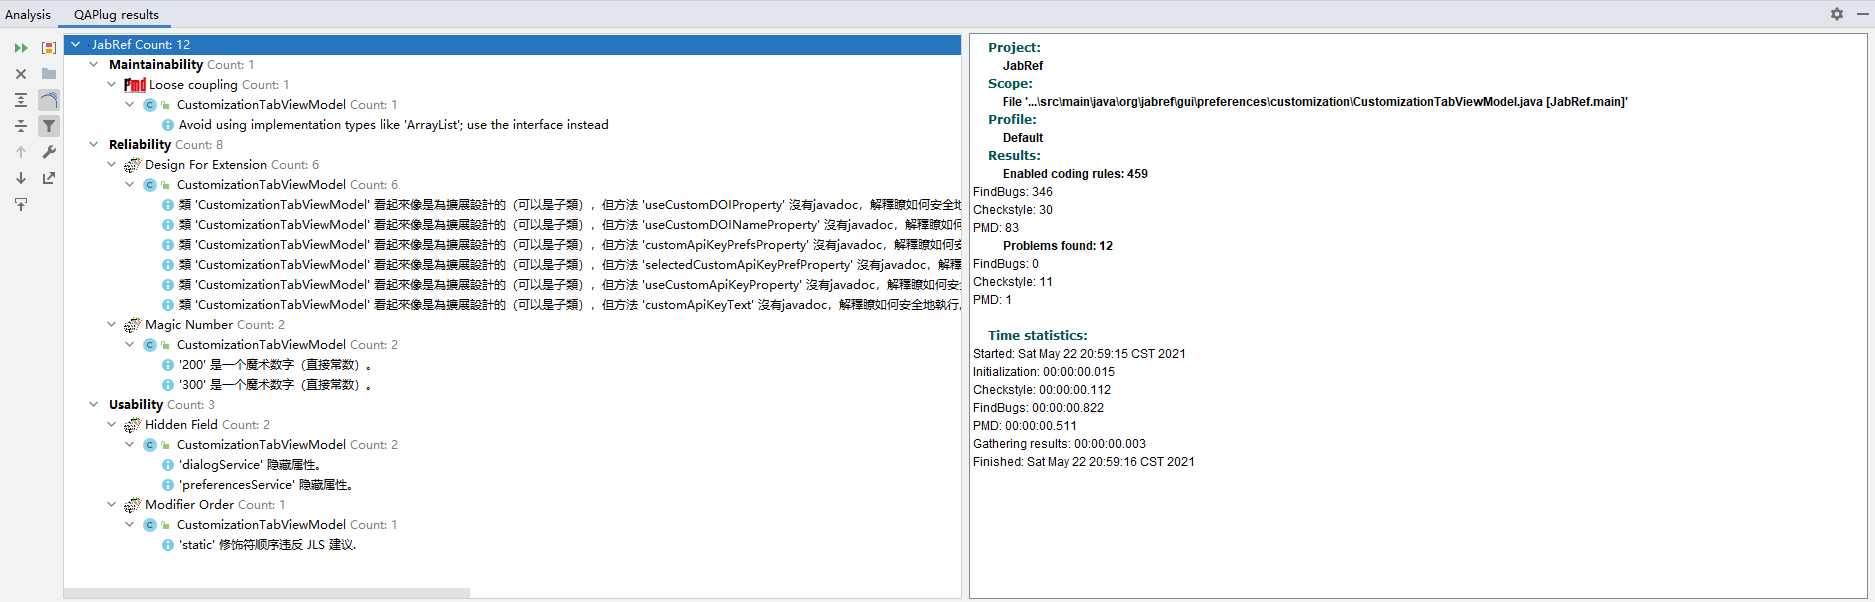 Analysis QAPlug results
JabRef Count: 12
Maintainability Count: 1
pmd Loose coupling Count: 1
C CustomizationTabViewModel Count: 1
Avoid using implementation types like 'ArrayList'; use the interface instead
Reliability Count: 8
Design For Extension Count: 6
C CustomizationTabViewModel Count: 6
類 'CustomizationTabViewModel' 看起來像是為擴展設計的（可以是子類），但方法 'useCustomDOIProperty' 沒有javadoc，解釋瞭如何安全地
類 'CustomizationTabViewModel' 看起來像是為擴展設計的（可以是子類），但方法 'useCustomDOINameProperty' 沒有javadoc，解釋瞭如何
類 'CustomizationTabViewModel' 看起來像是為擴展設計的（可以是子類），但方法 'customApiKeyPrefsProperty' 沒有javadoc，解釋瞭如何安
類 'CustomizationTabViewModel' 看起來像是為擴展設計的（可以是子類），但方法 'selectedCustomApiKeyPrefProperty' 沒有javadoc，解釋
類 'CustomizationTabViewModel' 看起來像是為擴展設計的（可以是子類），但方法 'useCustomApiKeyProperty' 沒有javadoc，解釋瞭如何安全
類 'CustomizationTabViewModel' 看起來像是為擴展設計的（可以是子類），但方法 'customApiKeyText' 沒有javadoc，解釋瞭如何安全地執行
Magic Number Count: 2
C CustomizationTabViewModel Count: 2
'200' 是一个魔术数字（直接常数）。
'300' 是一个魔术数字（直接常数）。
Usability Count: 3
Hidden Field Count: 2
C CustomizationTabViewModel Count: 2
'dialogService' 隐藏属性。
'preferencesService' 隐藏属性。
Modifier Order Count: 1
C CustomizationTabViewModel Count: 1
'static' 修饰符顺序违反 JLS 建议.
Project:
JabRef
Scope:
File '...\src\main\java\org\jabref\gui\preferences\customization\CustomizationTabViewModel.java [JabRef.main]'
Profile:
Default
Results:
Enabled coding rules: 459
FindBugs: 346
Checkstyle: 30
PMD: 83
Problems found: 12
FindBugs: 0
Checkstyle: 11
PMD: 1
Time statistics:
Started: Sat May 22 20:59:15 CST 2021
Initialization: 00:00:00.015
Checkstyle: 00:00:00.112
FindBugs: 00:00:00.822
PMD: 00:00:00.511
Gathering results: 00:00:00.003
Finished: Sat May 22 20:59:16 CST 2021